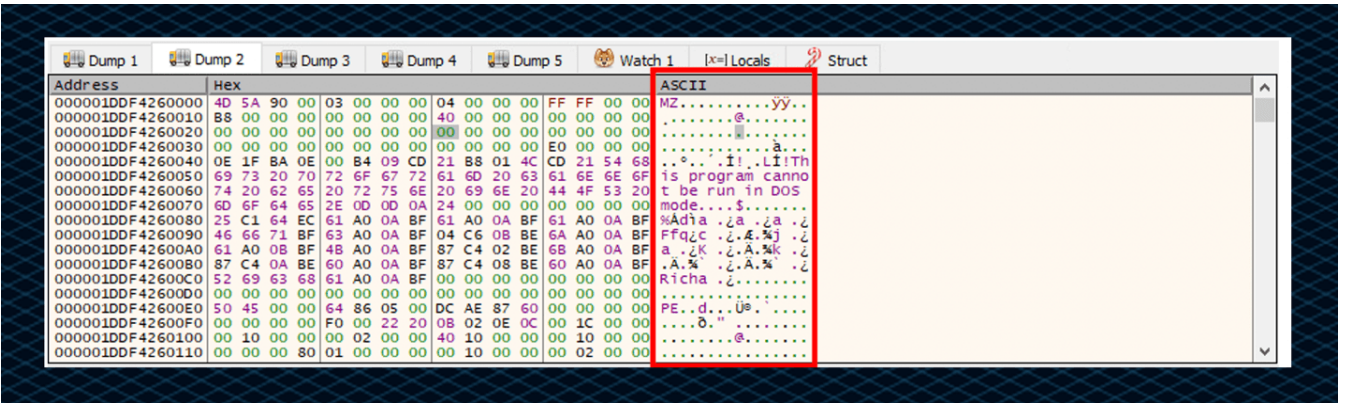 Dump 1 Dump 2 Dump 3 Dump 4 Dump 5 Watch 1 [x=] Locals Struct
Address Hex ASCII
000001DDF4260000 4D 5A 90 00 03 00 00 00 04 00 00 00 FF FF 00 00 MZ..........ÿÿ..
000001DDF4260010 B8 00 00 00 00 00 00 00 40 00 00 00 00 00 00 00 ¸.......@.......
000001DDF4260020 00 00 00 00 00 00 00 00 00 00 00 00 00 00 00 00 ................
000001DDF4260030 00 00 00 00 00 00 00 00 00 00 00 00 E0 00 00 00 ............à...
000001DDF4260040 0E 1F BA 0E 00 B4 09 CD 21 B8 01 4C CD 21 54 68 ..º..´.Í!¸.LÍ!Th
000001DDF4260050 69 73 20 70 72 6F 67 72 61 6D 20 63 61 6E 6E 6F is program canno
000001DDF4260060 74 20 62 65 20 72 75 6E 20 69 6E 20 44 4F 53 20 t be run in DOS
000001DDF4260070 6D 6F 64 65 2E 0D 0D 0A 24 00 00 00 00 00 00 00 mode....$.......
000001DDF4260080 25 C1 64 EC 61 A0 0A BF 61 A0 0A BF 61 A0 0A BF %Ádìa .¿a .¿a .¿
000001DDF4260090 46 66 71 BF 63 A0 0A BF 04 C6 0B BE 6A A0 0A BF Ffq¿c .¿.Æ.¾j .¿
000001DDF42600A0 61 A0 0B BF 4B A0 0A BF 87 C4 02 BE 6B A0 0A BF a .¿K .¿.Ä.¾k .¿
000001DDF42600B0 87 C4 0A BE 60 A0 0A BF 87 C4 08 BE 60 A0 0A BF .Ä.¾` .¿.Ä.¾` .¿
000001DDF42600C0 52 69 63 68 61 A0 0A BF 00 00 00 00 00 00 00 00 Richa .¿........
000001DDF42600D0 00 00 00 00 00 00 00 00 00 00 00 00 00 00 00 00 ................
000001DDF42600E0 50 45 00 00 64 86 05 00 DC AE 87 60 00 00 00 00 PE..d...Ü®.`....
000001DDF42600F0 00 00 00 00 F0 00 22 20 0B 02 0E 0C 00 1C 00 00 ....ð." ........
000001DDF4260100 00 10 00 00 00 02 00 00 40 10 00 00 00 10 00 00 ........@.......
000001DDF4260110 00 00 00 80 01 00 00 00 00 10 00 00 00 02 00 00 ................